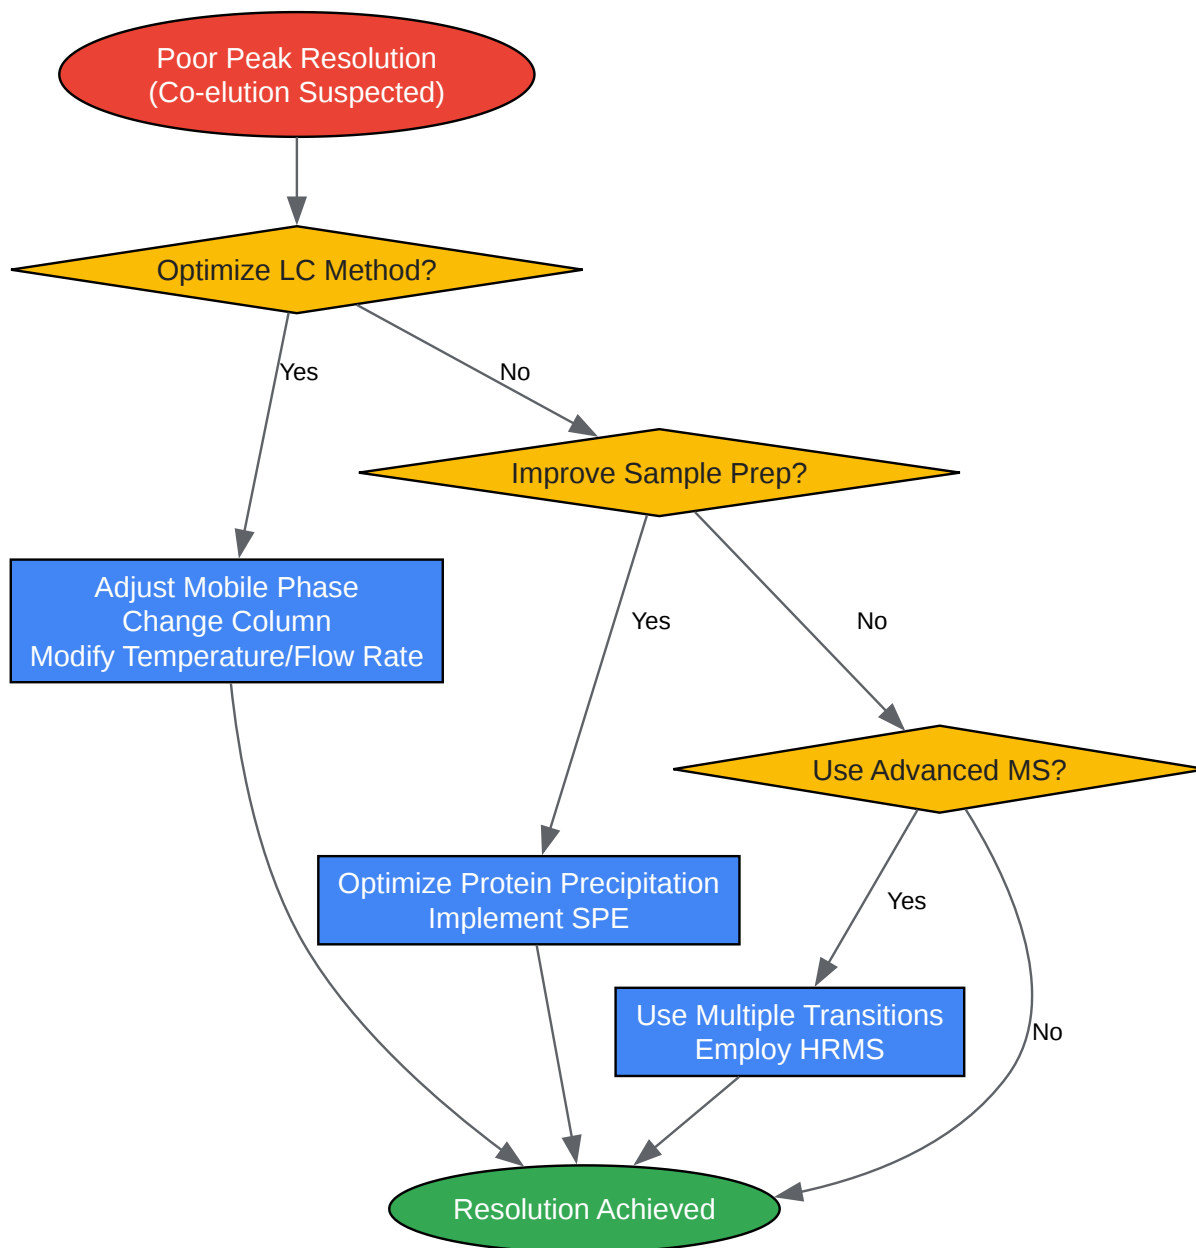 Poor Peak Resolution
(Co-elution Suspected)
Optimize LC Method?
Yes
No
Improve Sample Prep?
Adjust Mobile Phase
Change Column
Modify Temperature/Flow Rate
Yes
No
Use Advanced MS?
Optimize Protein Precipitation
Implement SPE
Yes
Use Multiple Transitions
Employ HRMS
No
Resolution Achieved